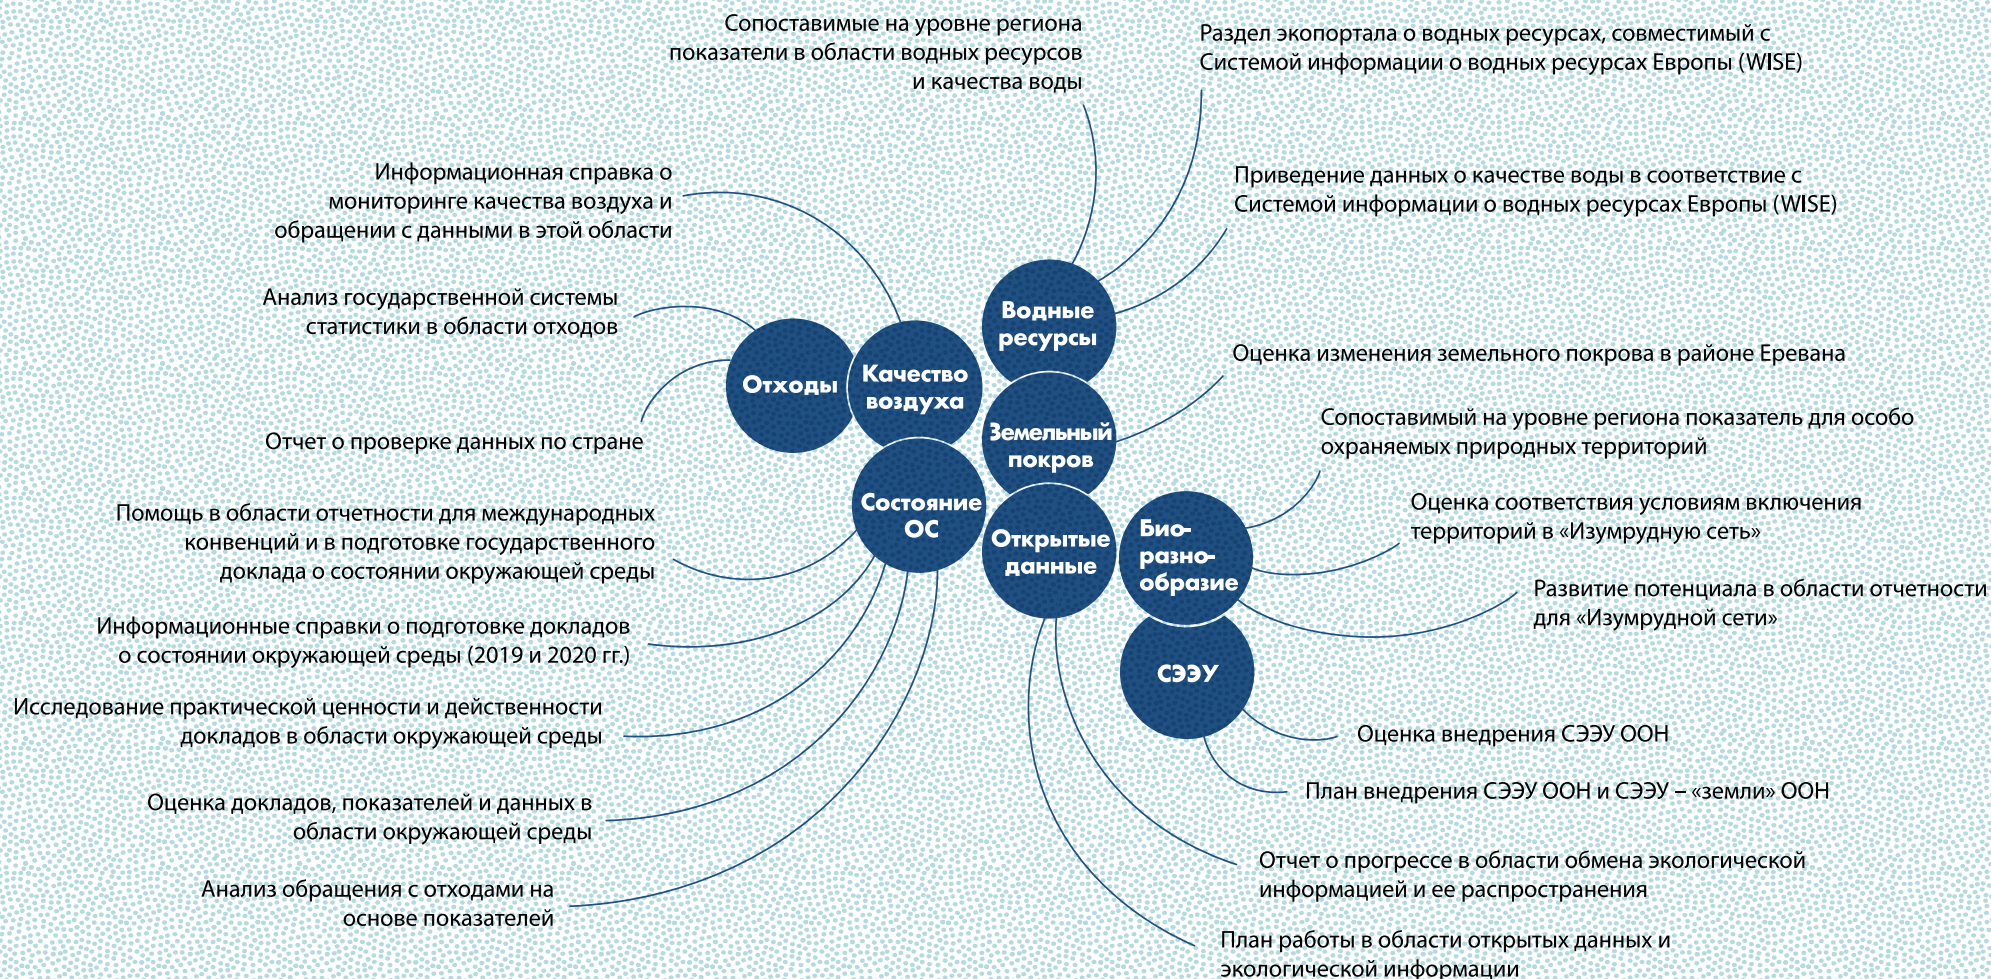 Сопоставимые на уровне региона
показатели в области водных ресурсов
и качества воды
Раздел экопортала о водных ресурсах, совместимый с
Системой информации о водных ресурсах Европы (WISE)
Информационная справка о
мониторинге качества воздуха и
обращении с данными в этой области
Приведение данных о качестве воды в соответствие с
Системой информации о водных ресурсах Европы (WISE)
Анализ государственной системы
статистики в области отходов
Отчет о проверке данных по стране
Отходы
Качество
воздуха
Водные
ресурсы
Земельный
покров
Состояние
ОС
Открытые
данные
Био-
разно-
образие
СЭЭУ
Оценка изменения земельного покрова в районе Еревана
Сопоставимый на уровне региона показатель для особо
охраняемых природных территорий
Оценка соответствия условиям включения
территорий в «Изумрудную сеть»
Развитие потенциала в области отчетности
для «Изумрудной сети»
Помощь в области отчетности для международных
конвенций и в подготовке государственного
доклада о состоянии окружающей среды
Информационные справки о подготовке докладов
о состоянии окружающей среды (2019 и 2020 гг.)
Исследование практической ценности и действенности
докладов в области окружающей среды
Оценка докладов, показателей и данных в
области окружающей среды
Анализ обращения с отходами на
основе показателей
Оценка внедрения СЭЭУ ООН
План внедрения СЭЭУ ООН и СЭЭУ – «земли» ООН
Отчет о прогрессе в области обмена экологической
информацией и ее распространения
План работы в области открытых данных и
экологической информации